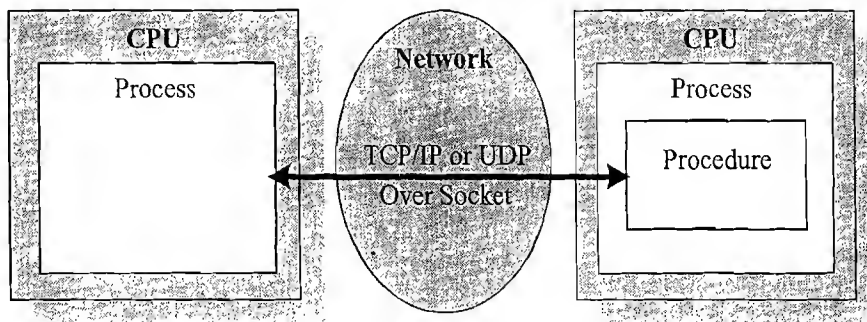 CPU
Process
Network
TCP/IP or UDP
Over Socket
CPU
Process
Procedure